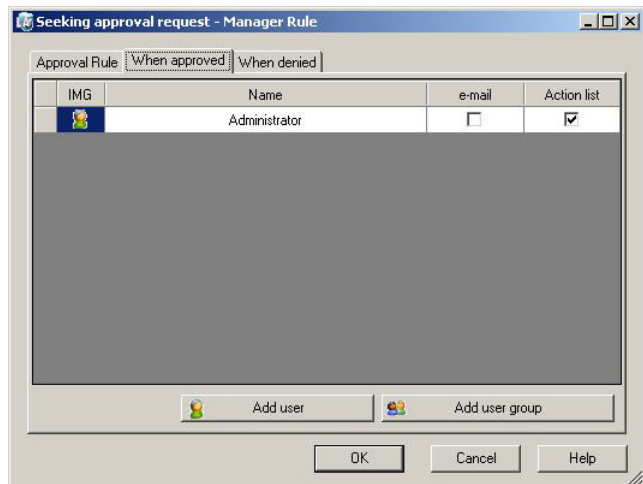 Seeking approval request - Manager Rule
Approval Rule When approved When denied
IMG Name e-mail Action list
Administrator
Add user Add user group
OK Cancel Help